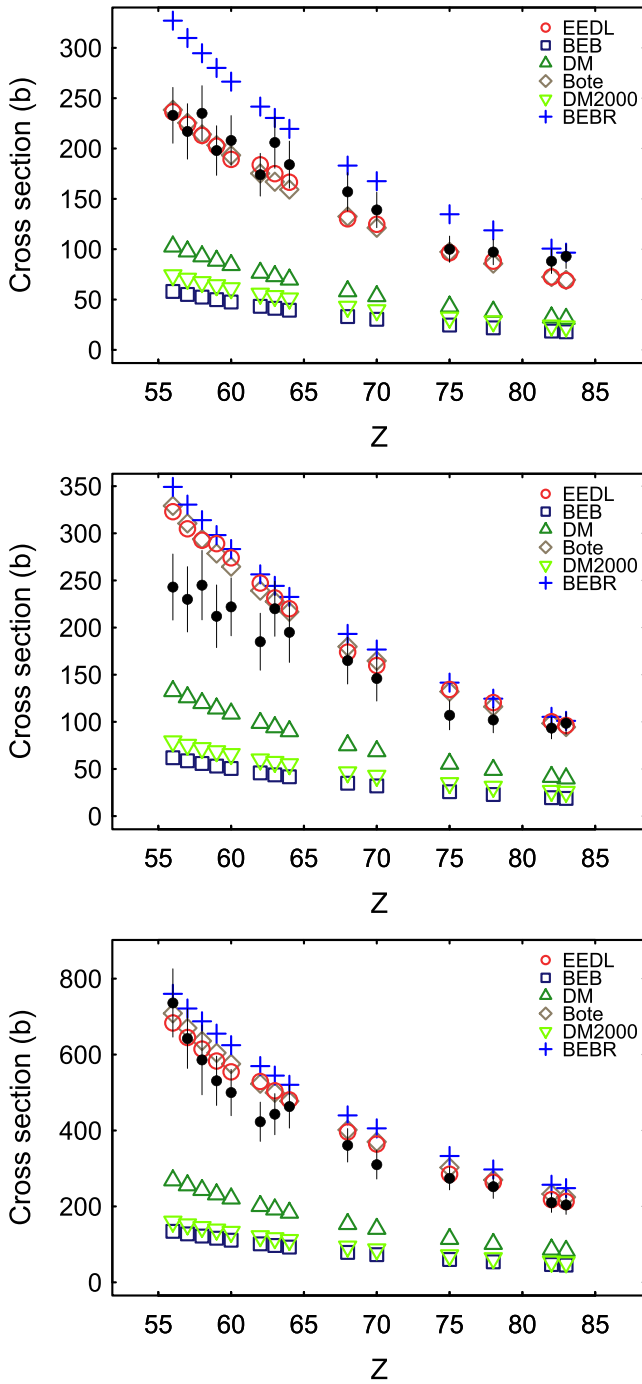 Cross section (b)
300
250
200
150
100
50
0
EEDL
BEB
DM
Bote
DM2000
BEBR
55 60 65 70 75 80 85
Z
Cross section (b)
350
300
250
200
150
100
50
0
EEDL
BEB
DM
Bote
DM2000
BEBR
55 60 65 70 75 80 85
Z
Cross section (b)
800
600
400
200
0
EEDL
BEB
DM
Bote
DM2000
BEBR
55 60 65 70 75 80 85
Z